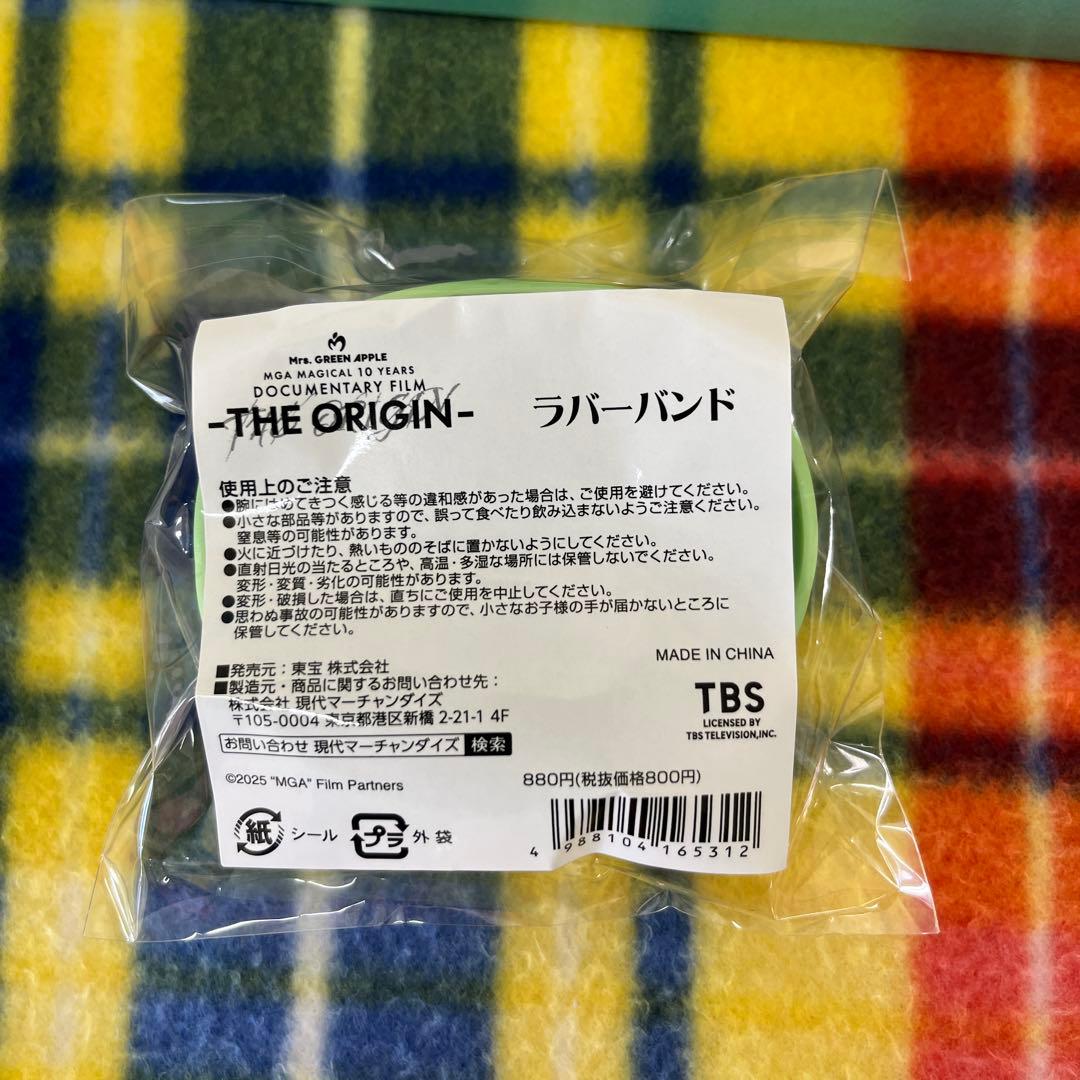 Mrs. GREEN APPLE
MGA MAGICAL 10 YEARS
DOCUMENTARY FILM
-THE ORIGIN-
THE ORIGIN
ラバーバンド
使用上のご注意
●腕にはめてきつく感じる等の違和感があった場合は、ご使用を避けてください。
●小さな部品等がありますので、誤って食べたり飲み込まないようご注意ください。
窒息等の可能性があります。
●火に近づけたり、熱いもののそばに置かないようにしてください。
●直射日光の当たるところや、高温・多湿な場所には保管しないでください。
変形・変質・劣化の可能性があります。
●変形・破損した場合は、直ちにご使用を中止してください。
●思わぬ事故の可能性がありますので、小さなお子様の手が届かないところに
保管してください。
■発売元：東宝 株式会社
■製造元・商品に関するお問い合わせ先：
株式会社 現代マーチャンダイズ
〒105-0004 東京都港区新橋 2-21-1 4F
お問い合わせ 現代マーチャンダイズ 検索
MADE IN CHINA
TBS
LICENSED BY
TBS TELEVISION,INC.
©2025 "MGA" Film Partners
880円(税抜価格800円)
紙 シール プラ 外袋
4 988104 165312